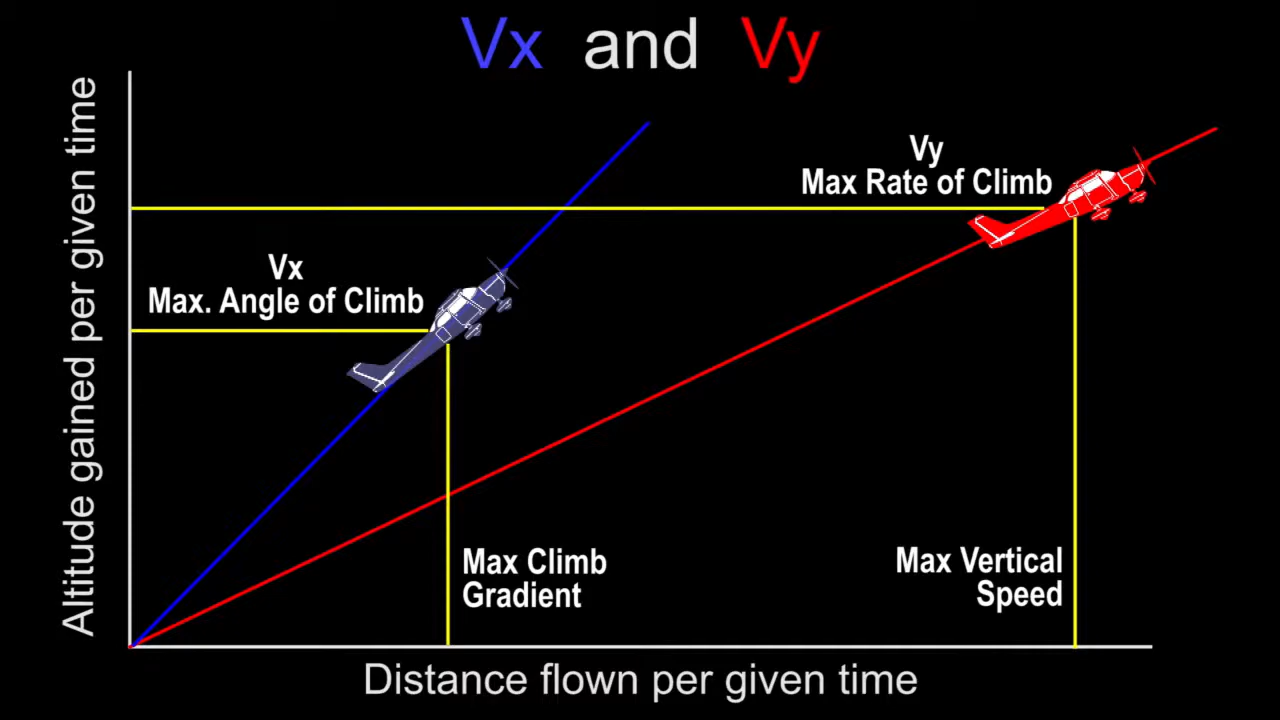 Vx and Vy
Altitude gained per given time
Vy
Max Rate of Climb
Vx
Max. Angle of Climb
Max Climb
Gradient
Max Vertical
Speed
Distance flown per given time